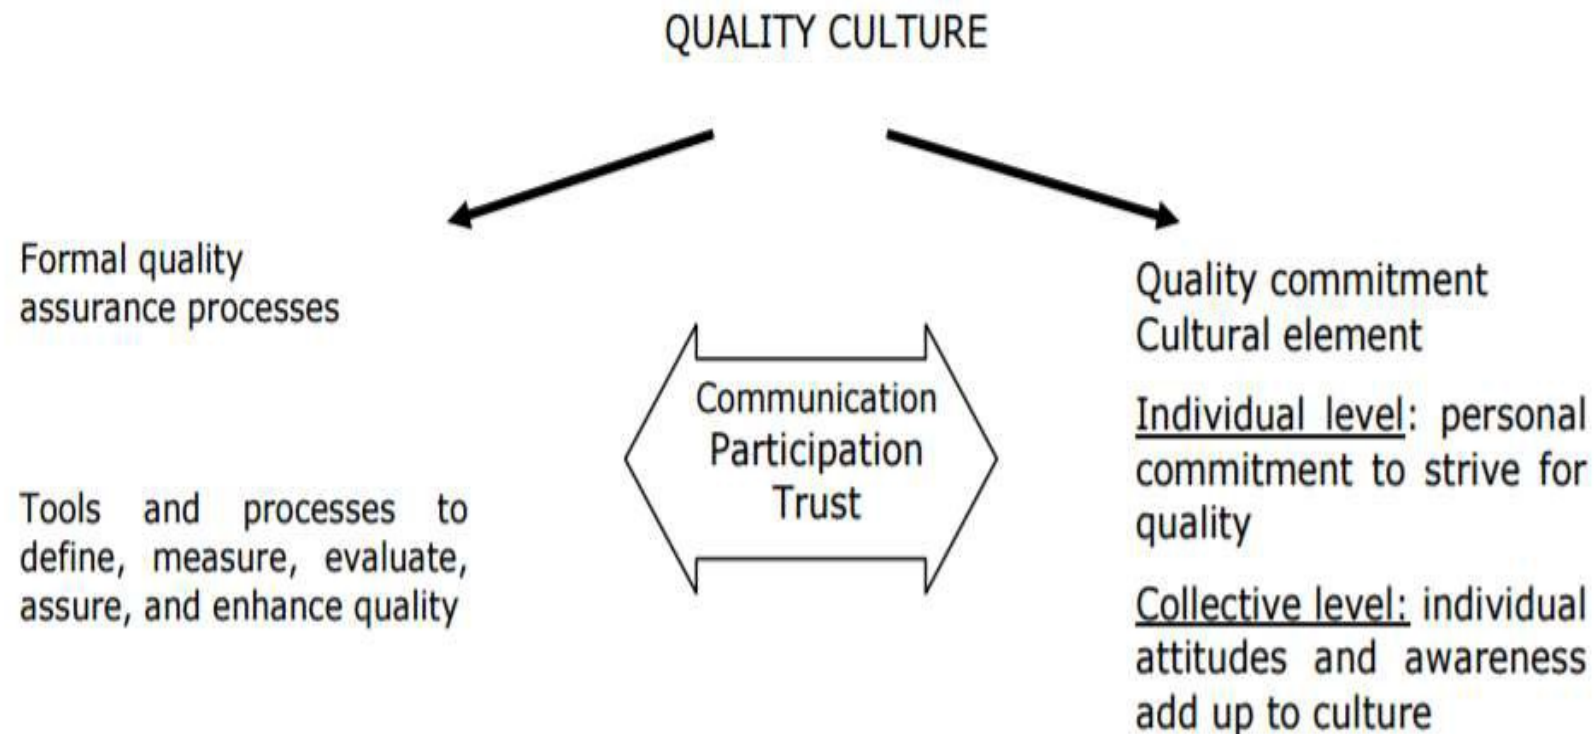 QUALITY CULTURE
Formal quality
assurance processes
Tools and processes to
define, measure, evaluate,
assure, and enhance quality
Communication
Participation
Trust
Quality commitment
Cultural element
Individual level: personal
commitment to strive for
quality
Collective level: individual
attitudes and awareness
add up to culture